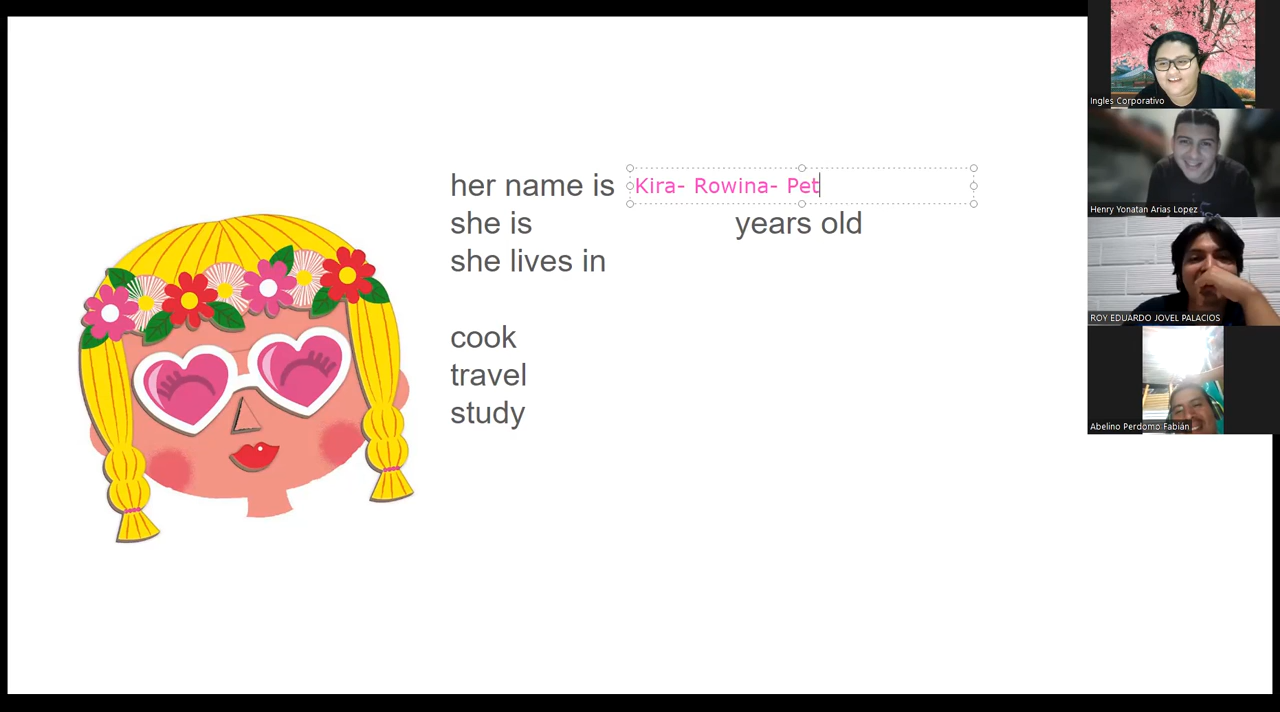 her name is Kira- Rowina- Pet
she is years old
she lives in
cook
travel
study
Ingles Corporativo
Henry Yonatan Arias Lopez
ROY EDUARDO JOVEL PALACIOS
Abelino Perdomo Fabián